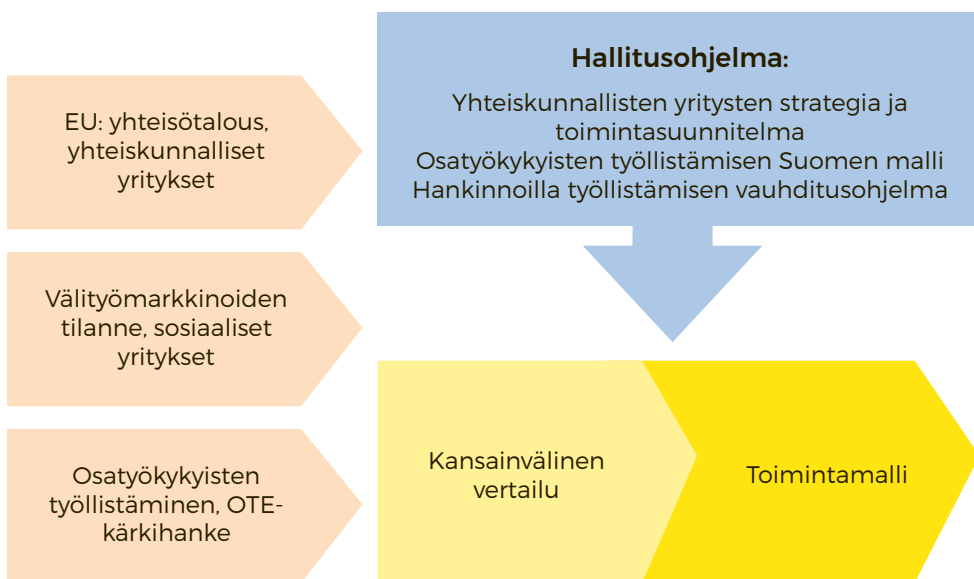 EU: yhteisötalous,
yhteiskunnalliset
yritykset
Välityömarkkinoiden
tilanne, sosiaaliset
yritykset
Osatyökykyisten
työllistäminen, OTE-
kärkihanke
Hallitusohjelma:
Yhteiskunnallisten yritysten strategia ja
toimintasuunnitelma
Osatyökykyisten työllistämisen Suomen malli
Hankinnoilla työllistämisen vauhditusohjelma
Kansainvälinen
vertailu
Toimintamalli